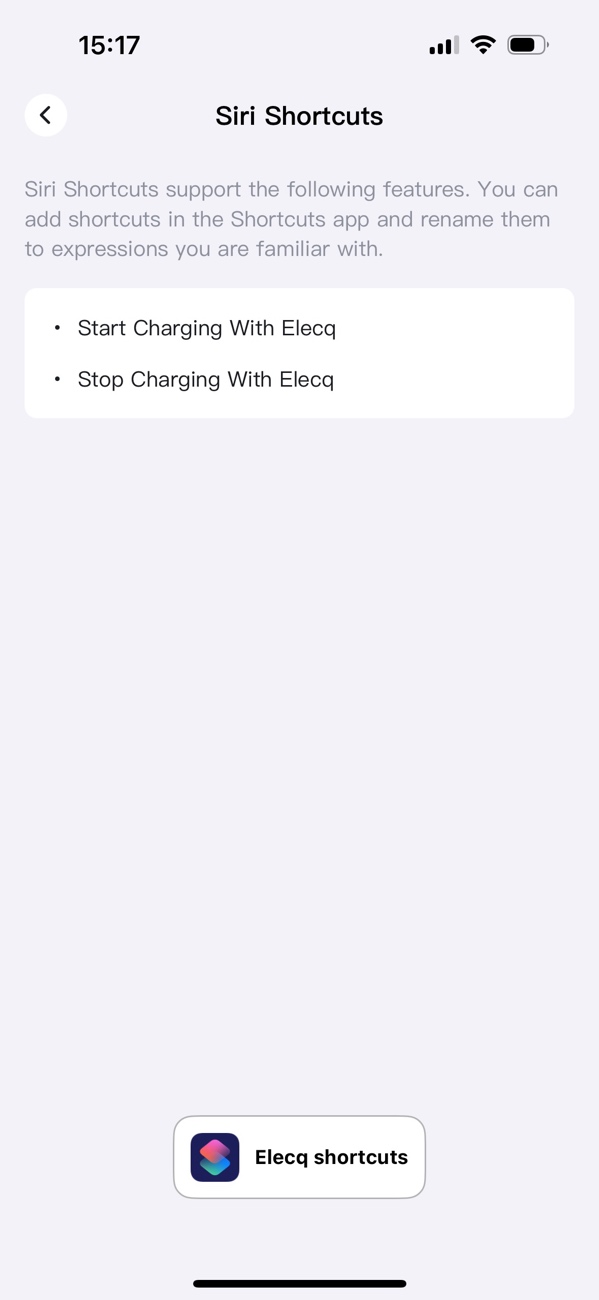 15:17
Siri Shortcuts
Siri Shortcuts support the following features. You can
add shortcuts in the Shortcuts app and rename them
to expressions you are familiar with.
• Start Charging With Elecq
• Stop Charging With Elecq
Elecq shortcuts